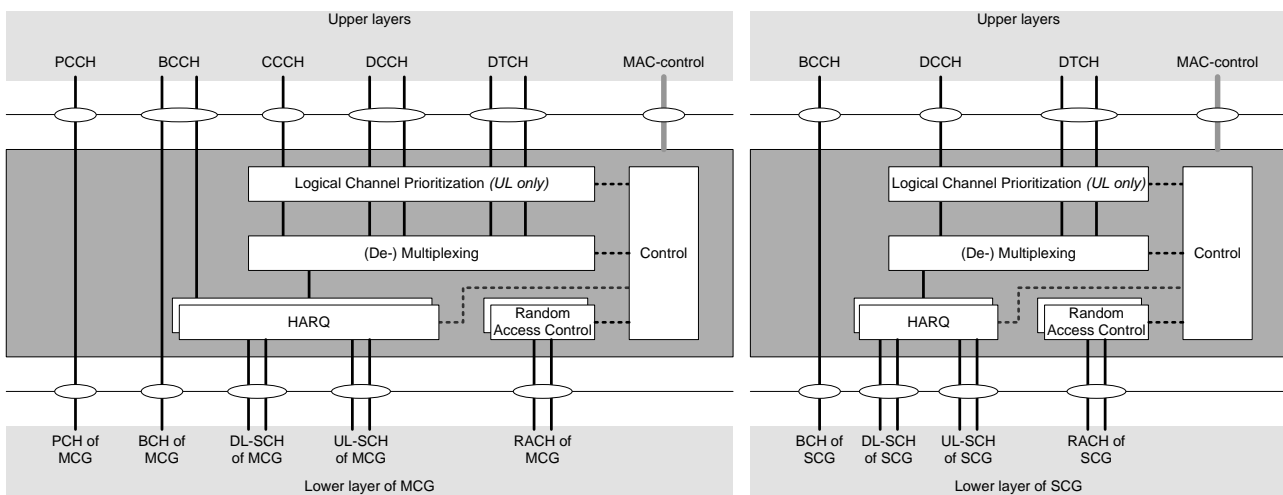 Upper layers
PCCH BCCH CCCH DCCH DTCH MAC-control
Logical Channel Prioritization (UL only)
(De-) Multiplexing
Control
HARQ
Random
Access Control
PCH of
MCG
BCH of
MCG
DL-SCH
of MCG
UL-SCH
of MCG
RACH of
MCG
Lower layer of MCG
Upper layers
BCCH DCCH DTCH MAC-control
Logical Channel Prioritization (UL only)
(De-) Multiplexing
Control
HARQ
Random
Access Control
BCH of
SCG
DL-SCH
of SCG
UL-SCH
of SCG
RACH of
SCG
Lower layer of SCG